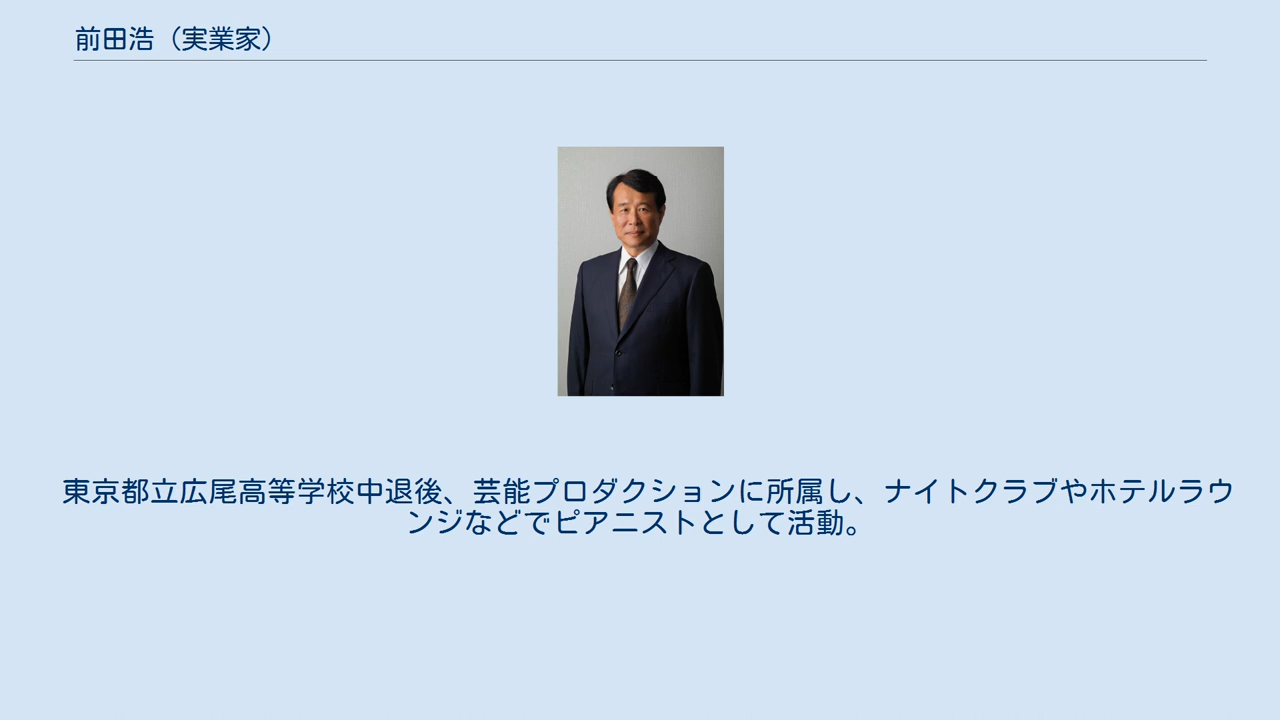 前田浩（実業家）
東京都立広尾高等学校中退後、芸能プロダクションに所属し、ナイトクラブやホテルラウ
ンジなどでピアニストとして活動。